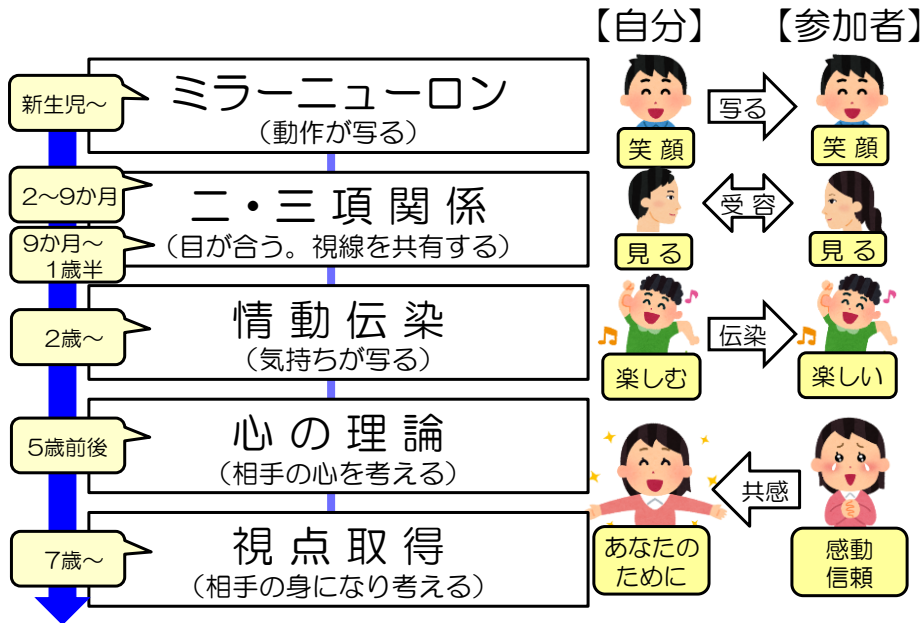 【自分】 【参加者】
新生児～
ミラーニューロン
（動作が写る）
笑顔
写る
笑顔
2～9か月
9か月～
1歳半
二・三項関係
（目が合う。視線を共有する）
見る
受容
見る
2歳～
情動伝染
（気持ちが写る）
楽しむ
伝染
楽しい
5歳前後
心の理論
（相手の心を考える）
共感
7歳～
視点取得
（相手の身になり考える）
あなたの
ために
感動
信頼